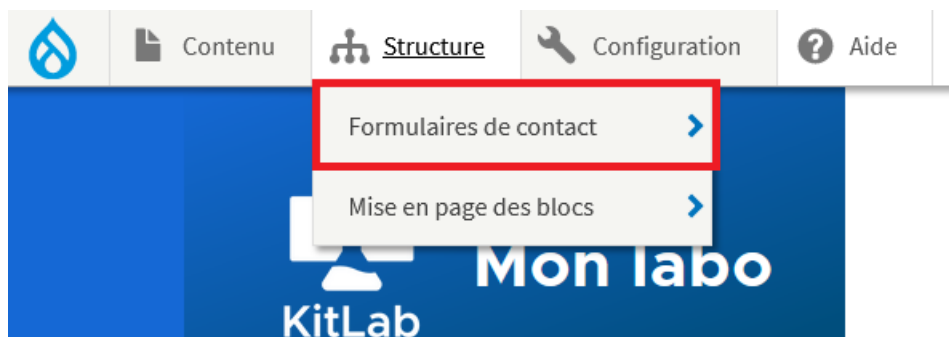 Contenu Structure Configuration Aide
Formulaires de contact
Mise en page des blocs
Mon labo
KitLab